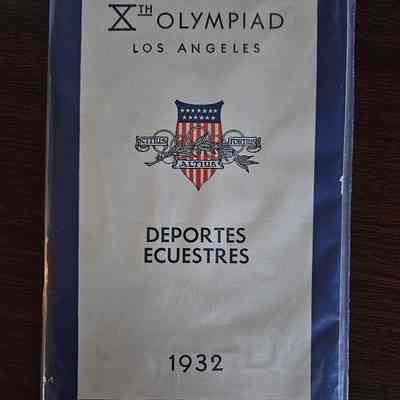 Xᵀᴴ OLYMPIAD
LOS ANGELES
CITIUS FORTIUS
ALTIUS
DEPORTES
ECUESTRES
1932